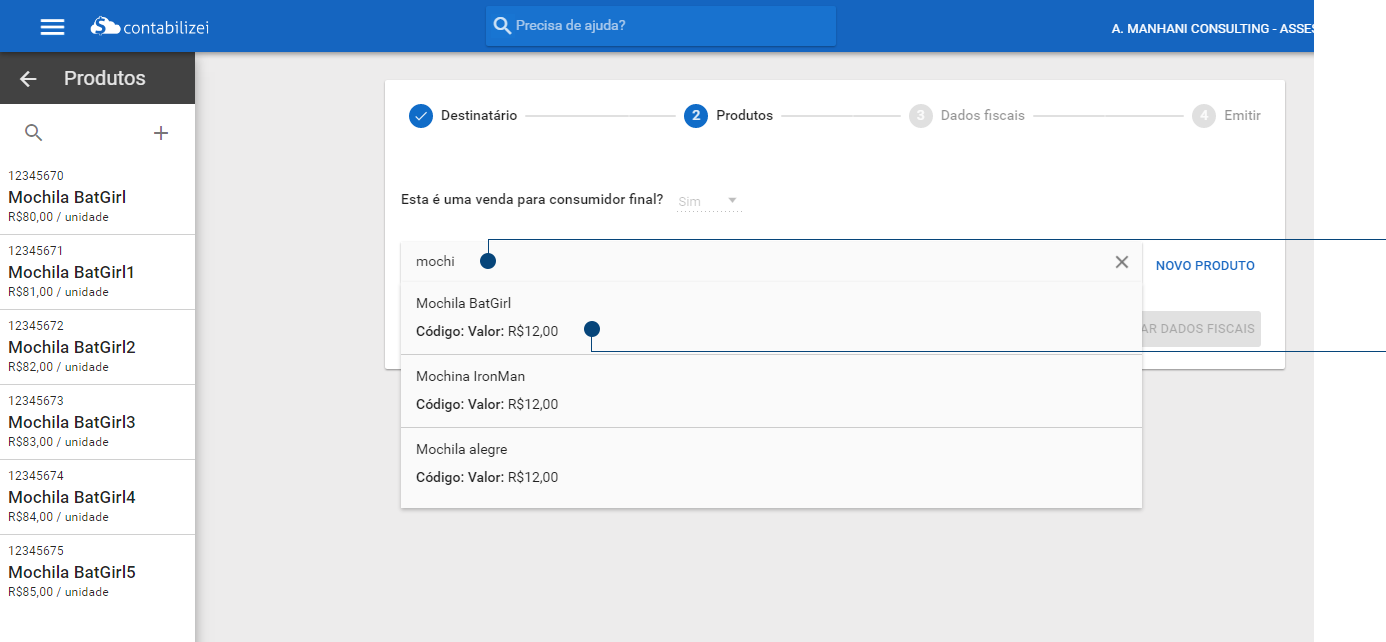 contabilizei
Precisa de ajuda?
A. MANHANI CONSULTING - ASSES
Produtos
12345670
Mochila BatGirl
R$80,00 / unidade
12345671
Mochila BatGirl1
R$81,00 / unidade
12345672
Mochila BatGirl2
R$82,00 / unidade
12345673
Mochila BatGirl3
R$83,00 / unidade
12345674
Mochila BatGirl4
R$84,00 / unidade
12345675
Mochila BatGirl5
R$85,00 / unidade
Destinatário
2 Produtos
3 Dados fiscais
4 Emitir
Esta é uma venda para consumidor final? Sim
mochi
NOVO PRODUTO
Mochila BatGirl
Código: Valor: R$12,00
AR DADOS FISCAIS
Mochina IronMan
Código: Valor: R$12,00
Mochila alegre
Código: Valor: R$12,00